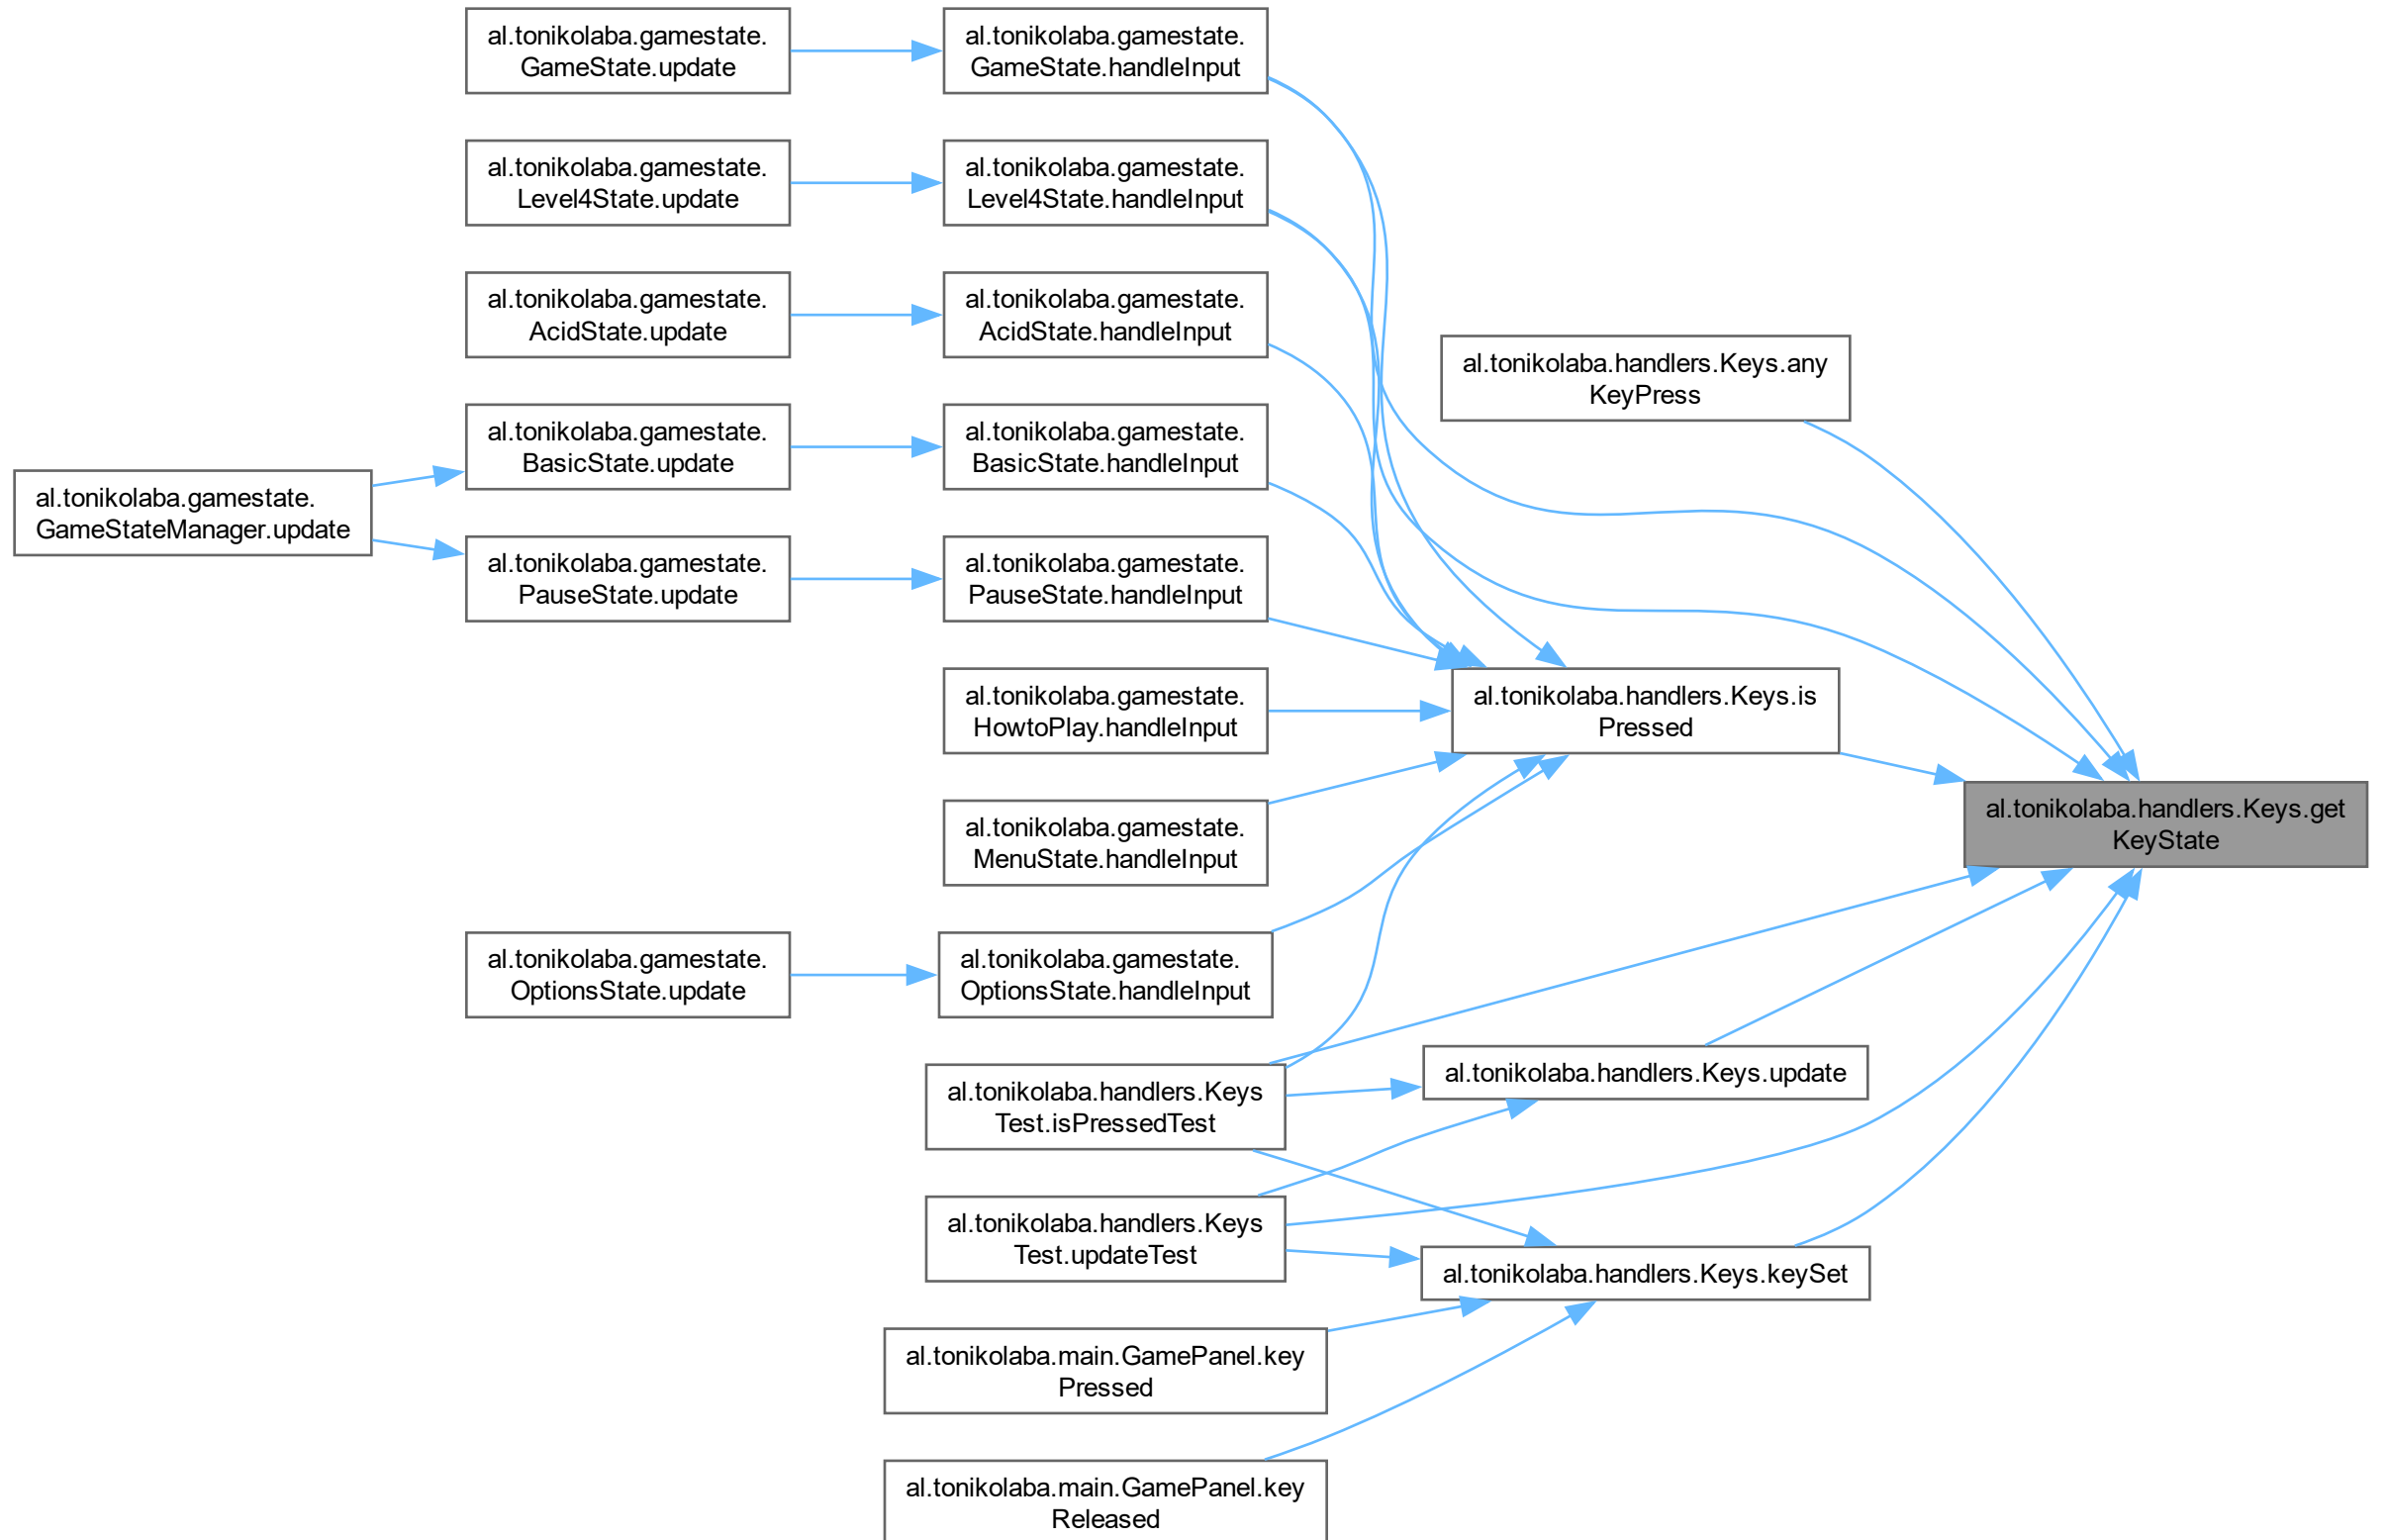 al.tonikolaba.gamestate.
GameState.update
al.tonikolaba.gamestate.
GameState.handleInput
al.tonikolaba.gamestate.
Level4State.update
al.tonikolaba.gamestate.
Level4State.handleInput
al.tonikolaba.gamestate.
AcidState.update
al.tonikolaba.gamestate.
AcidState.handleInput
al.tonikolaba.handlers.Keys.any
KeyPress
al.tonikolaba.gamestate.
BasicState.update
al.tonikolaba.gamestate.
BasicState.handleInput
al.tonikolaba.gamestate.
GameStateManager.update
al.tonikolaba.gamestate.
PauseState.update
al.tonikolaba.gamestate.
PauseState.handleInput
al.tonikolaba.gamestate.
HowtoPlay.handleInput
al.tonikolaba.handlers.Keys.is
Pressed
al.tonikolaba.handlers.Keys.get
KeyState
al.tonikolaba.gamestate.
MenuState.handleInput
al.tonikolaba.gamestate.
OptionsState.update
al.tonikolaba.gamestate.
OptionsState.handleInput
al.tonikolaba.handlers.Keys
Test.isPressedTest
al.tonikolaba.handlers.Keys.update
al.tonikolaba.handlers.Keys
Test.updateTest
al.tonikolaba.handlers.Keys.keySet
al.tonikolaba.main.GamePanel.key
Pressed
al.tonikolaba.main.GamePanel.key
Released